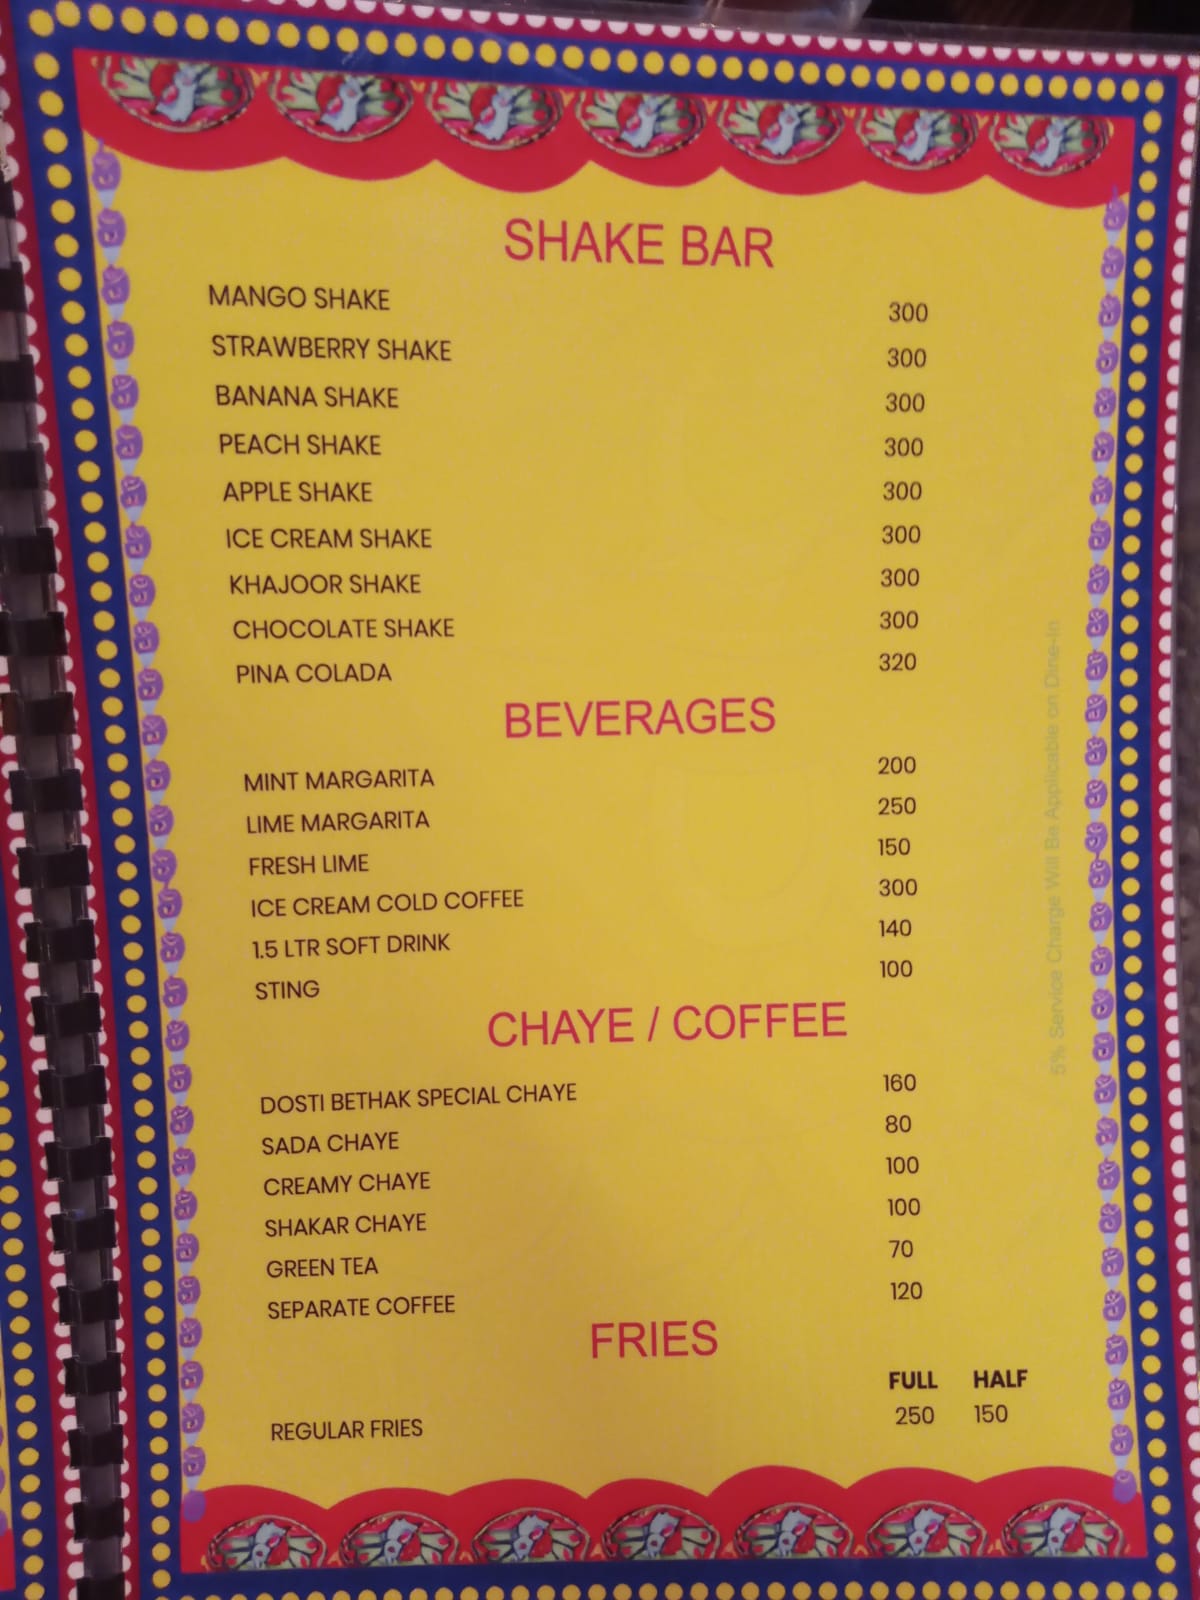 SHAKE BAR
MANGO SHAKE 300
STRAWBERRY SHAKE 300
BANANA SHAKE 300
PEACH SHAKE 300
APPLE SHAKE 300
ICE CREAM SHAKE 300
KHAJOOR SHAKE 300
CHOCOLATE SHAKE 300
PINA COLADA 320
BEVERAGES
MINT MARGARITA 200
LIME MARGARITA 250
FRESH LIME 150
ICE CREAM COLD COFFEE 300
1.5 LTR SOFT DRINK 140
STING 100
CHAYE / COFFEE
DOSTI BETHAK SPECIAL CHAYE 160
SADA CHAYE 80
CREAMY CHAYE 100
SHAKAR CHAYE 100
GREEN TEA 70
SEPARATE COFFEE 120
FRIES
FULL HALF
REGULAR FRIES 250 150
5% Service Charge Will Be Applicable on Dine-In